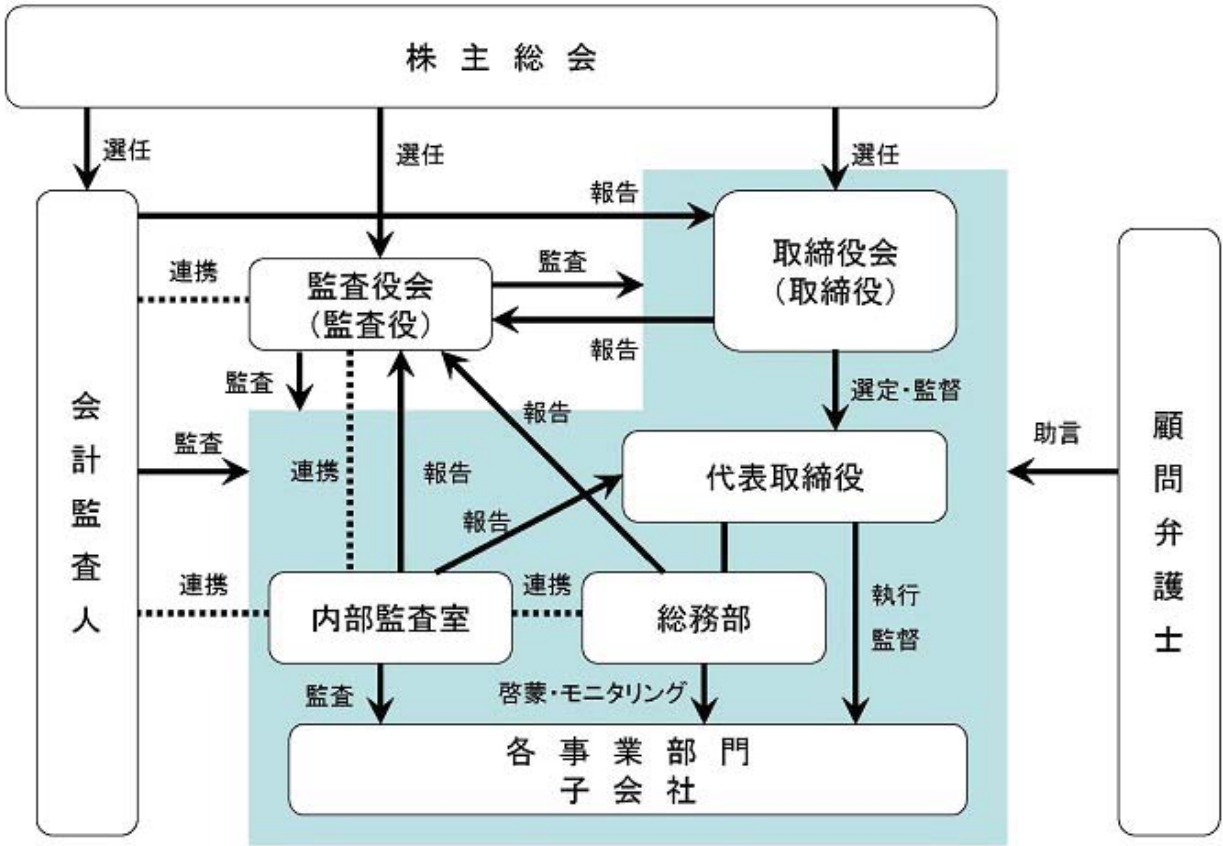 株主総会
選任
選任
選任
報告
取締役会
(取締役)
連携
監査役会
(監査役)
監査
報告
監査
選定・監督
会計監査人
顧問弁護士
報告
助言
監査
連携
報告
代表取締役
報告
連携
内部監査室
連携
総務部
執行
監督
監査
啓蒙・モニタリング
各事業部門
子会社